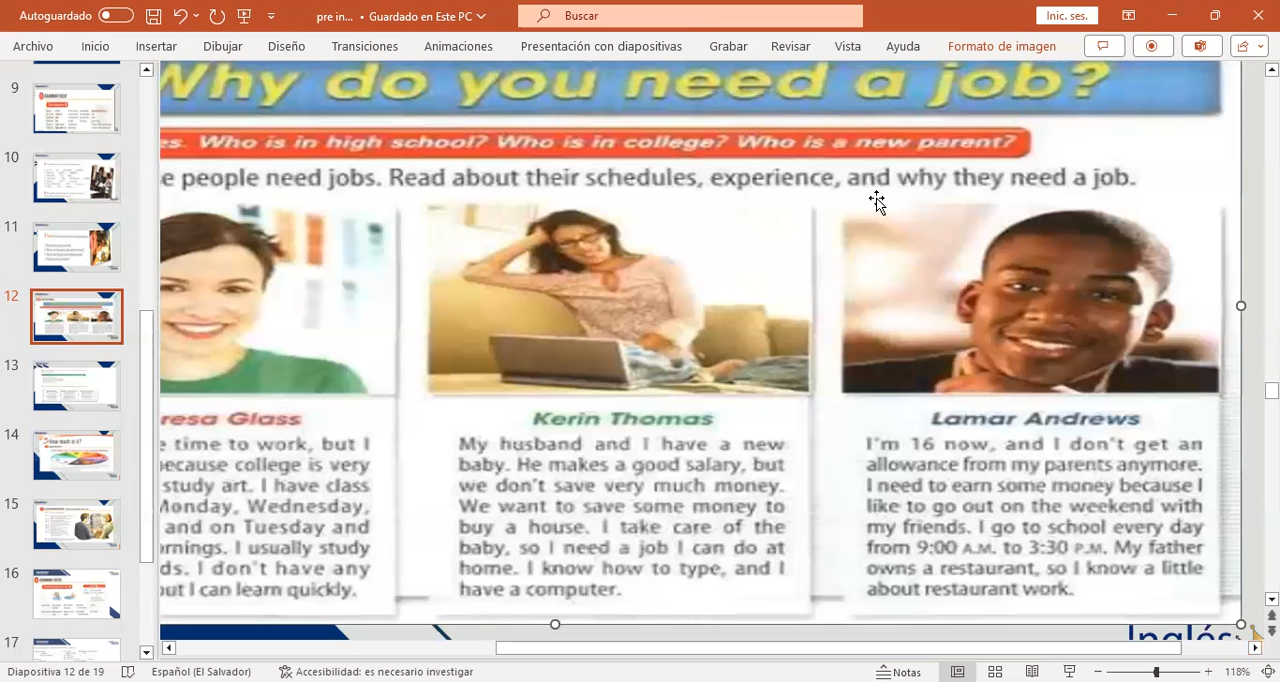 Autoguardado
pre in... • Guardado en Este PC
Buscar
Inic. ses.
Archivo Inicio Insertar Dibujar Diseño Transiciones Animaciones Presentación con diapositivas Grabar Revisar Vista Ayuda Formato de imagen
9
10
11
12
13
14
15
16
17
Why do you need a job?
es. Who is in high school? Who is in college? Who is a new parent?
e people need jobs. Read about their schedules, experience, and why they need a job.
resa Glass
e time to work, but I
because college is very
study art. I have class
Monday, Wednesday,
and on Tuesday and
rnings. I usually study
ds. I don't have any
but I can learn quickly.
Kerin Thomas
My husband and I have a new
baby. He makes a good salary, but
we don't save very much money.
We want to save some money to
buy a house. I take care of the
baby, so I need a job I can do at
home. I know how to type, and I
have a computer.
Lamar Andrews
I'm 16 now, and I don't get an
allowance from my parents anymore.
I need to earn some money because I
like to go out on the weekend with
my friends. I go to school every day
from 9:00 A.M. to 3:30 P.M. My father
owns a restaurant, so I know a little
about restaurant work.
Inglés
Diapositiva 12 de 19 Español (El Salvador) Accesibilidad: es necesario investigar Notas 118%